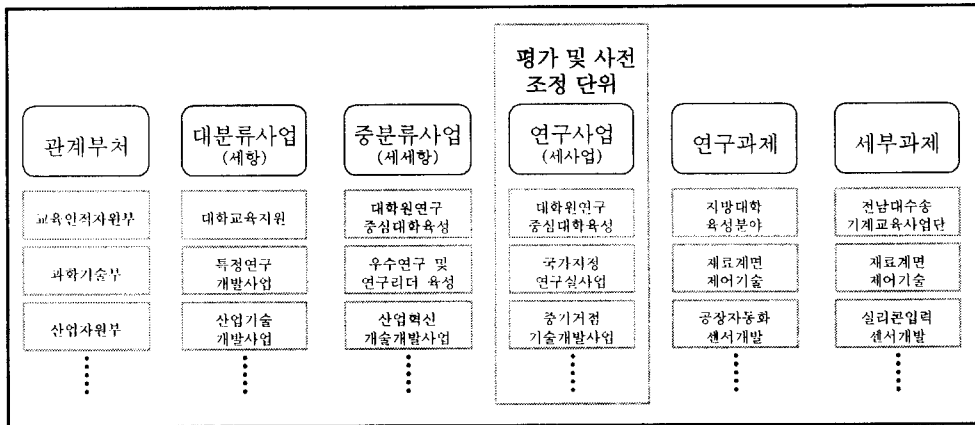 평가 및 사전
조정 단위
관계부처
대분류사업
(세항)
중분류사업
(세세항)
연구사업
(세사업)
연구과제
세부과제
교육인적자원부
대학교육지원
대학원연구
중심대학육성
대학원연구
중심대학육성
지방대학
육성분야
전남대수송
기계교육사업단
과학기술부
특정연구
개발사업
우수연구 및
연구리더 육성
국가지정
연구실사업
재료계면
제어기술
재료계면
제어기술
산업자원부
산업기술
개발사업
산업혁신
개술개발사업
중기거점
기술개발사업
공장자동화
센서개발
실리콘입력
센서개발